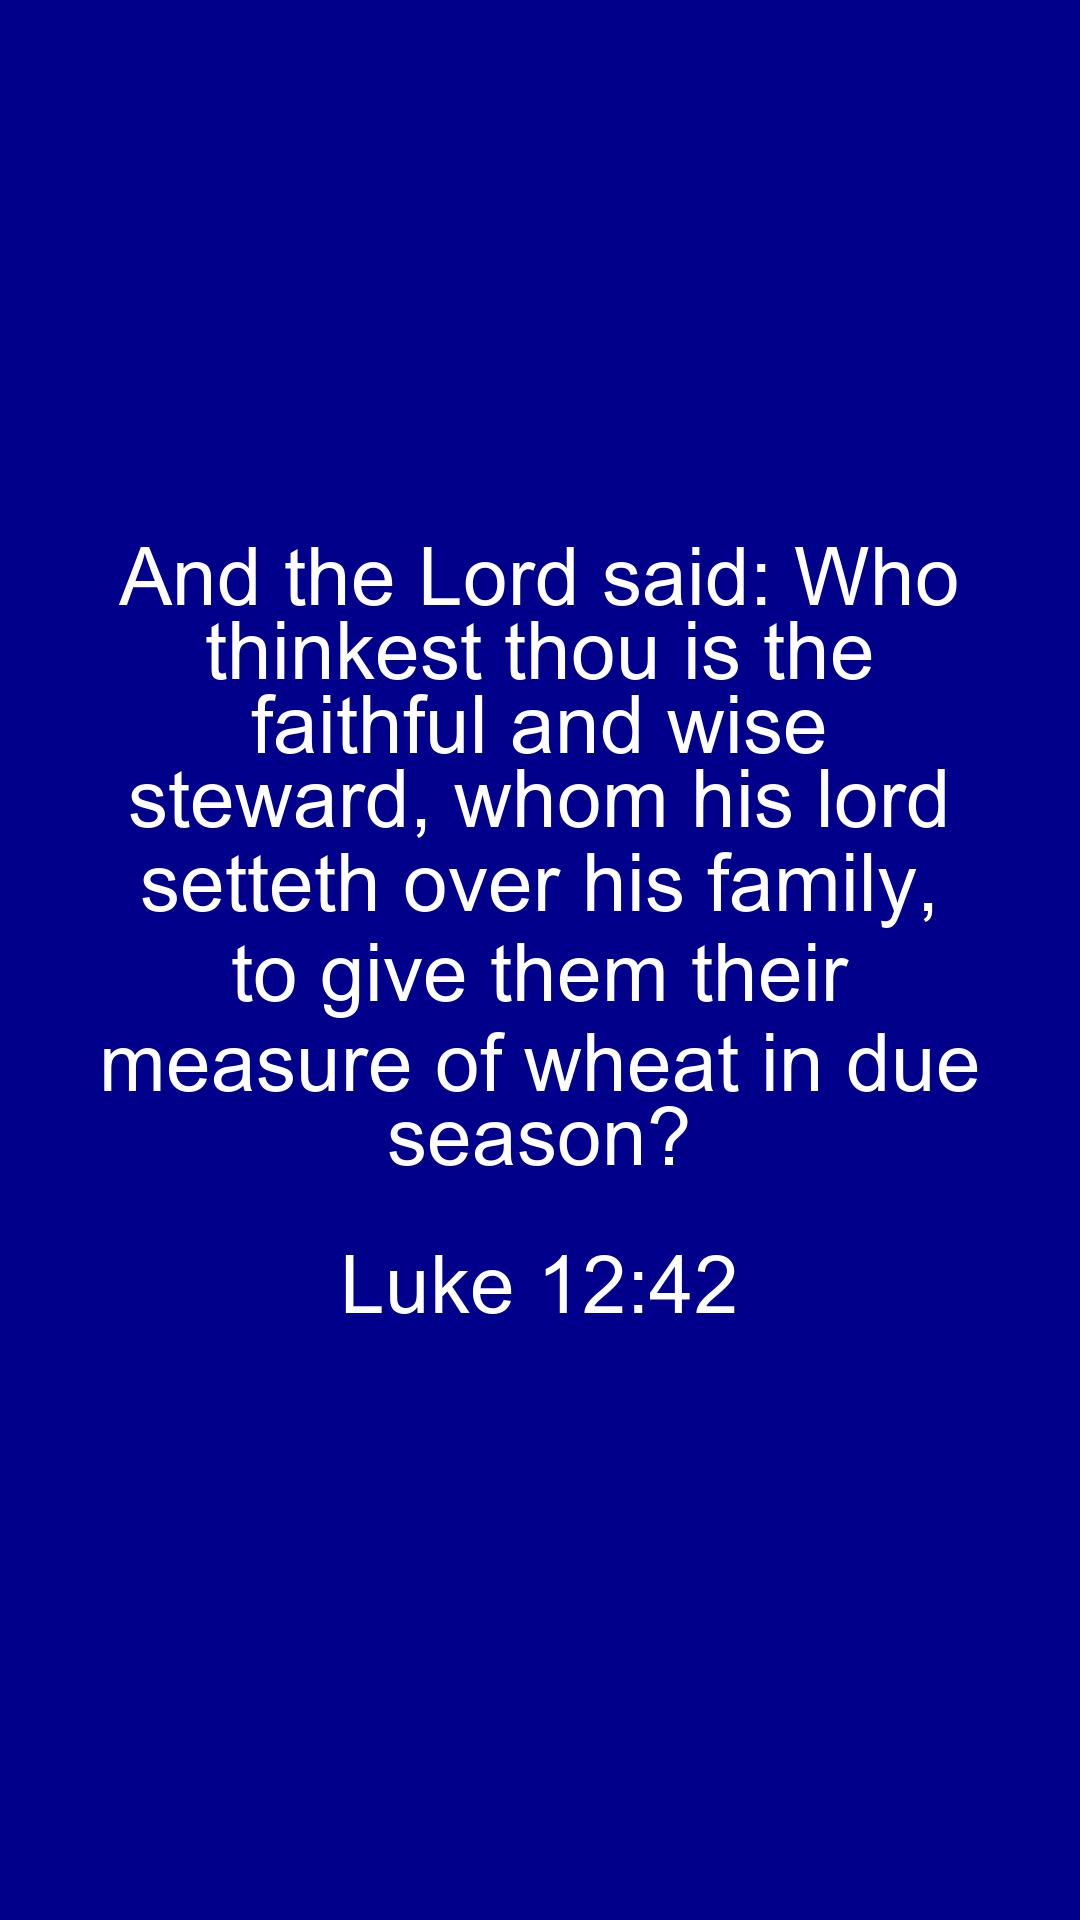 And the Lord said: Who
thinkest thou is the
faithful and wise
steward, whom his lord
setteth over his family,
to give them their
measure of wheat in due
season?
Luke 12:42